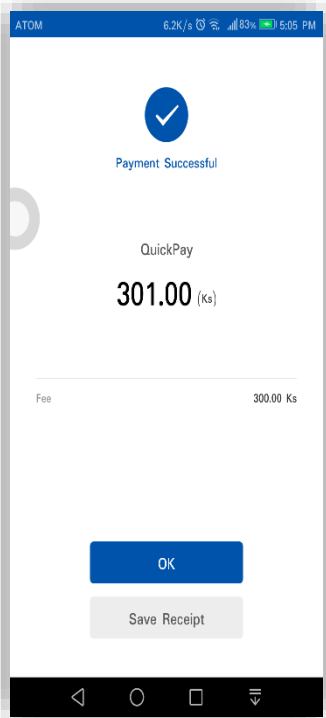 ATOM 6.2K/s 83% 5:05 PM
Payment Successful
QuickPay
301.00 (Ks)
Fee 300.00 Ks
OK
Save Receipt